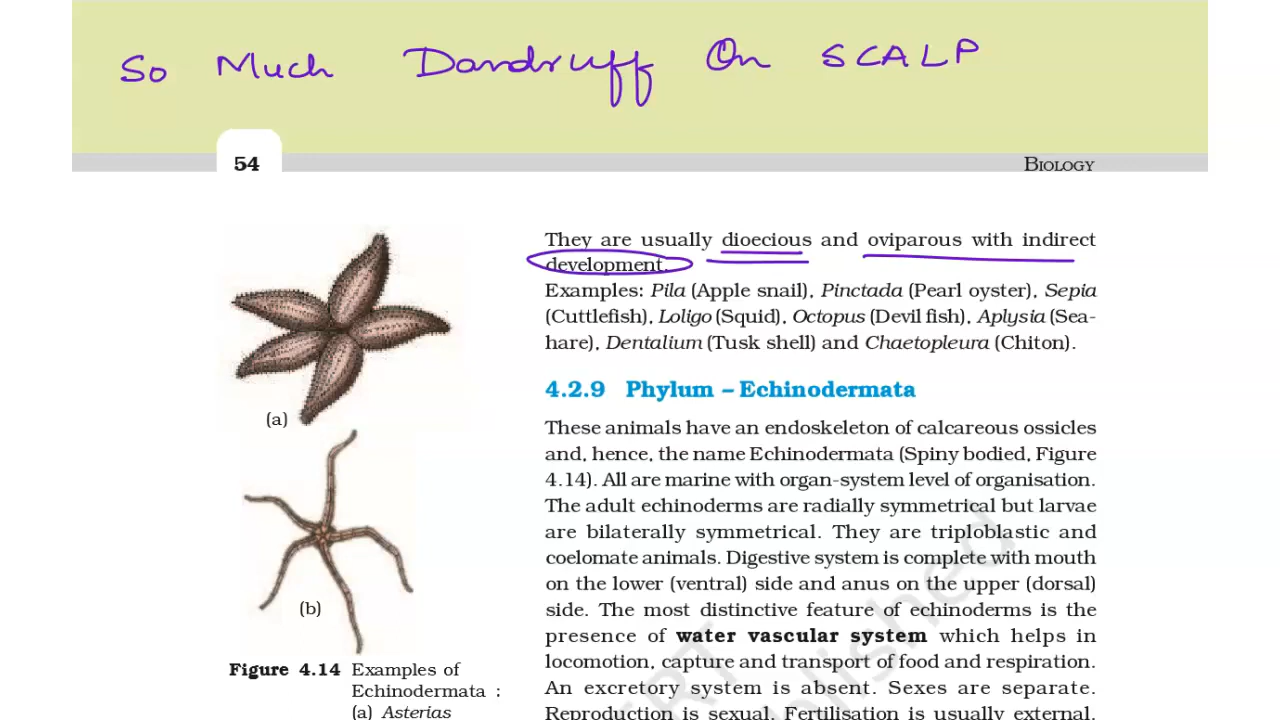 So Much Dandruff On SCALP
54
BIOLOGY
They are usually dioecious and oviparous with indirect
development.
Examples: Pila (Apple snail), Pinctada (Pearl oyster), Sepia
(Cuttlefish), Loligo (Squid), Octopus (Devil fish), Aplysia (Sea-
hare), Dentalium (Tusk shell) and Chaetopleura (Chiton).
4.2.9 Phylum – Echinodermata
These animals have an endoskeleton of calcareous ossicles
and, hence, the name Echinodermata (Spiny bodied, Figure
4.14). All are marine with organ-system level of organisation.
The adult echinoderms are radially symmetrical but larvae
are bilaterally symmetrical. They are triploblastic and
coelomate animals. Digestive system is complete with mouth
on the lower (ventral) side and anus on the upper (dorsal)
side. The most distinctive feature of echinoderms is the
presence of water vascular system which helps in
locomotion, capture and transport of food and respiration.
An excretory system is absent. Sexes are separate.
Reproduction is sexual. Fertilisation is usually external.
(a)
(b)
Figure 4.14 Examples of
Echinodermata :
(a) Asterias